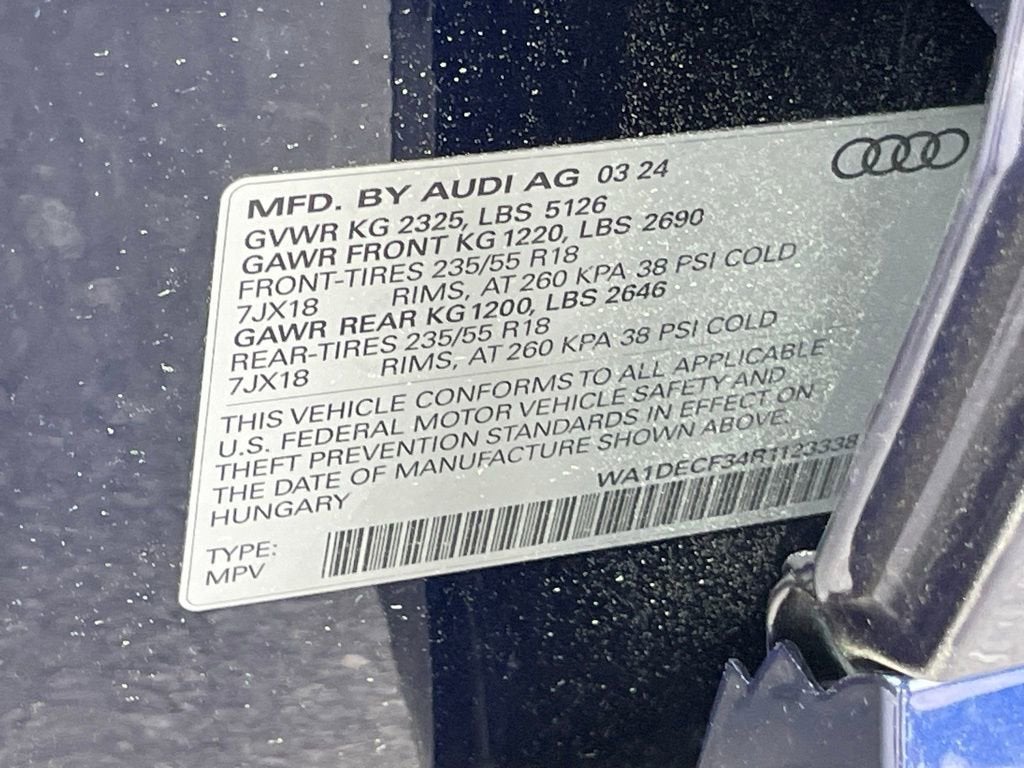 MFD. BY AUDI AG 03 24
GVWR KG 2325, LBS 5126
GAWR FRONT KG 1220, LBS 2690
FRONT-TIRES 235/55 R18
7JX18 RIMS, AT 260 KPA 38 PSI COLD
GAWR REAR KG 1200, LBS 2646
REAR-TIRES 235/55 R18
7JX18 RIMS, AT 260 KPA 38 PSI COLD
THIS VEHICLE CONFORMS TO ALL APPLICABLE
U.S. FEDERAL MOTOR VEHICLE SAFETY AND
THEFT PREVENTION STANDARDS IN EFFECT ON
THE DATE OF MANUFACTURE SHOWN ABOVE.
HUNGARY WA1DECF34R1123338
TYPE:
MPV